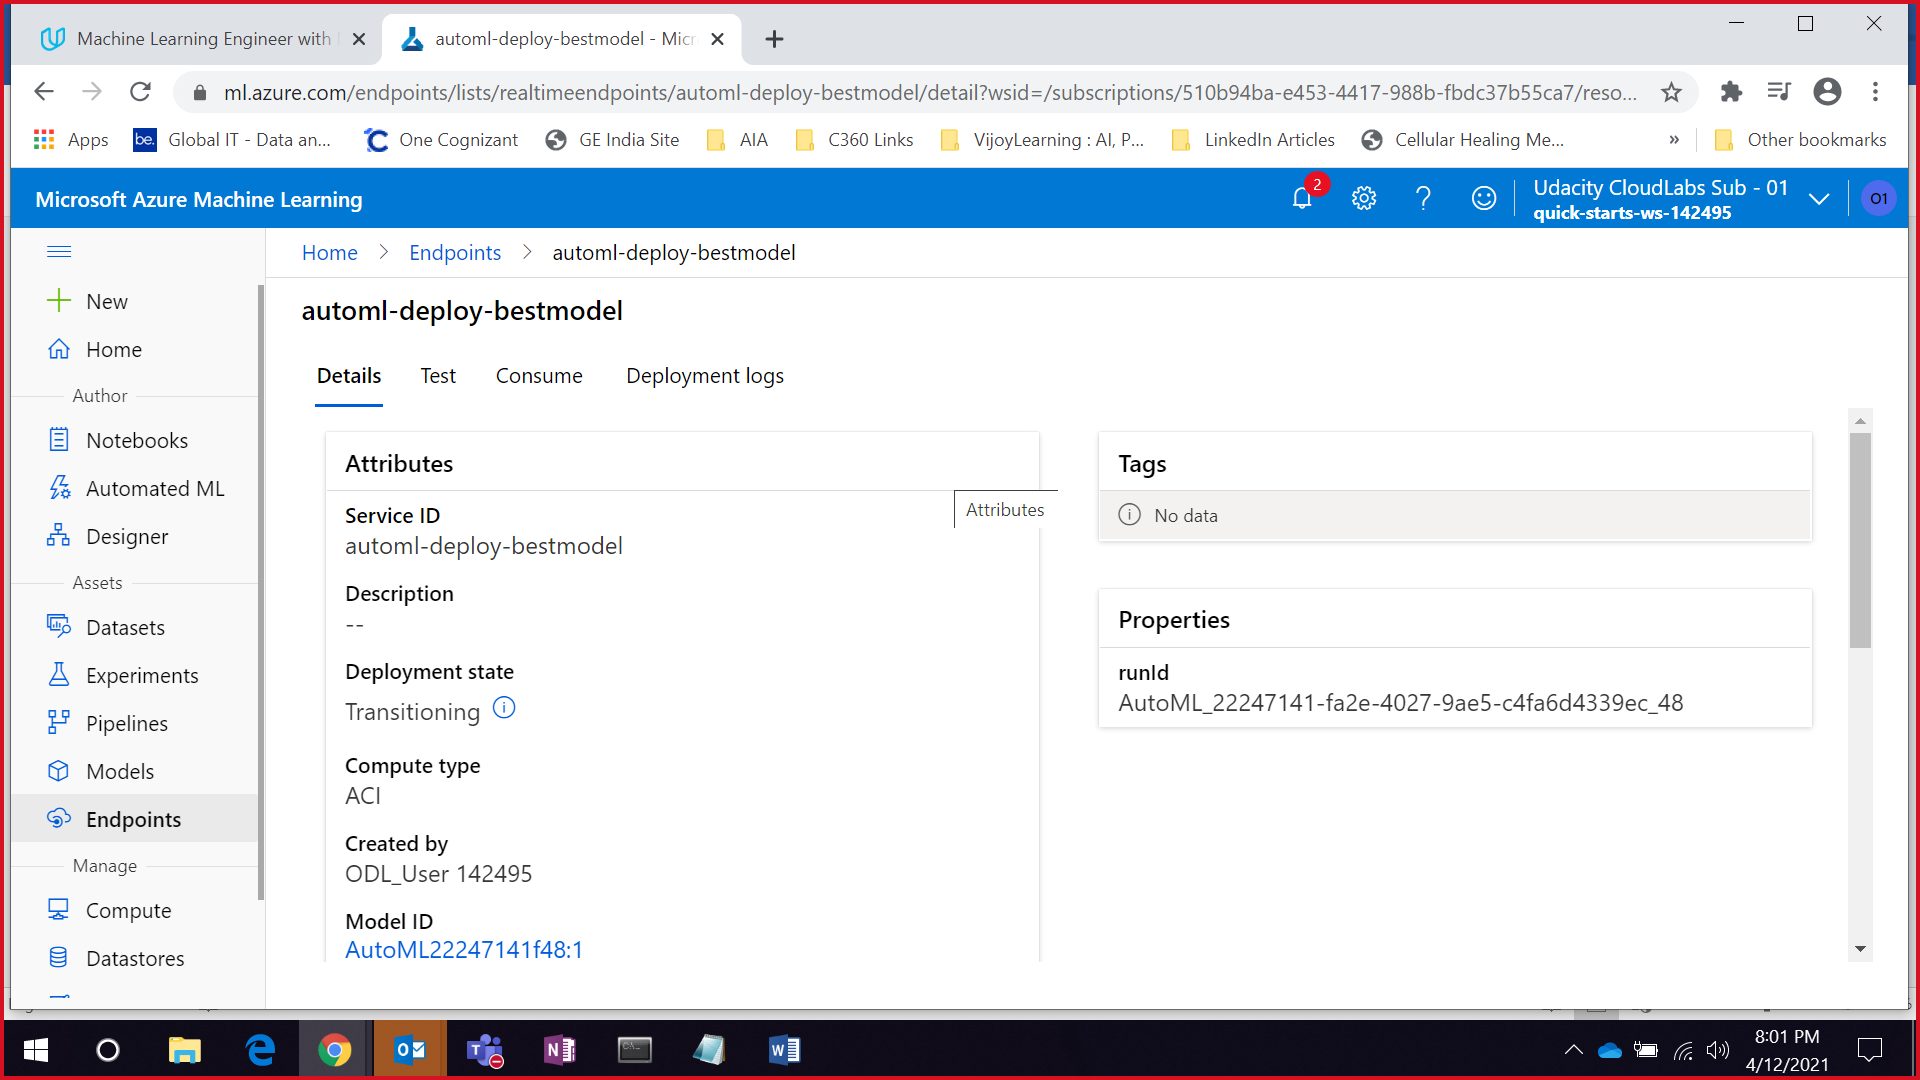 Machine Learning Engineer with
automl-deploy-bestmodel - Micr
ml.azure.com/endpoints/lists/realtimeendpoints/automl-deploy-bestmodel/detail?wsid=/subscriptions/510b94ba-e453-4417-988b-fbdc37b55ca7/reso...
Apps
be. Global IT - Data an...
One Cognizant
GE India Site
AIA
C360 Links
VijoyLearning : AI, P...
LinkedIn Articles
Cellular Healing Me...
»
Other bookmarks
Microsoft Azure Machine Learning
2
?
Udacity CloudLabs Sub - 01
quick-starts-ws-142495
O1
New
Home
Author
Notebooks
Automated ML
Designer
Assets
Datasets
Experiments
Pipelines
Models
Endpoints
Manage
Compute
Datastores
Home > Endpoints > automl-deploy-bestmodel
automl-deploy-bestmodel
Details Test Consume Deployment logs
Attributes
Attributes
Service ID
automl-deploy-bestmodel
Description
--
Deployment state
Transitioning
Compute type
ACI
Created by
ODL_User 142495
Model ID
AutoML22247141f48:1
Tags
No data
Properties
runId
AutoML_22247141-fa2e-4027-9ae5-c4fa6d4339ec_48
8:01 PM
4/12/2021